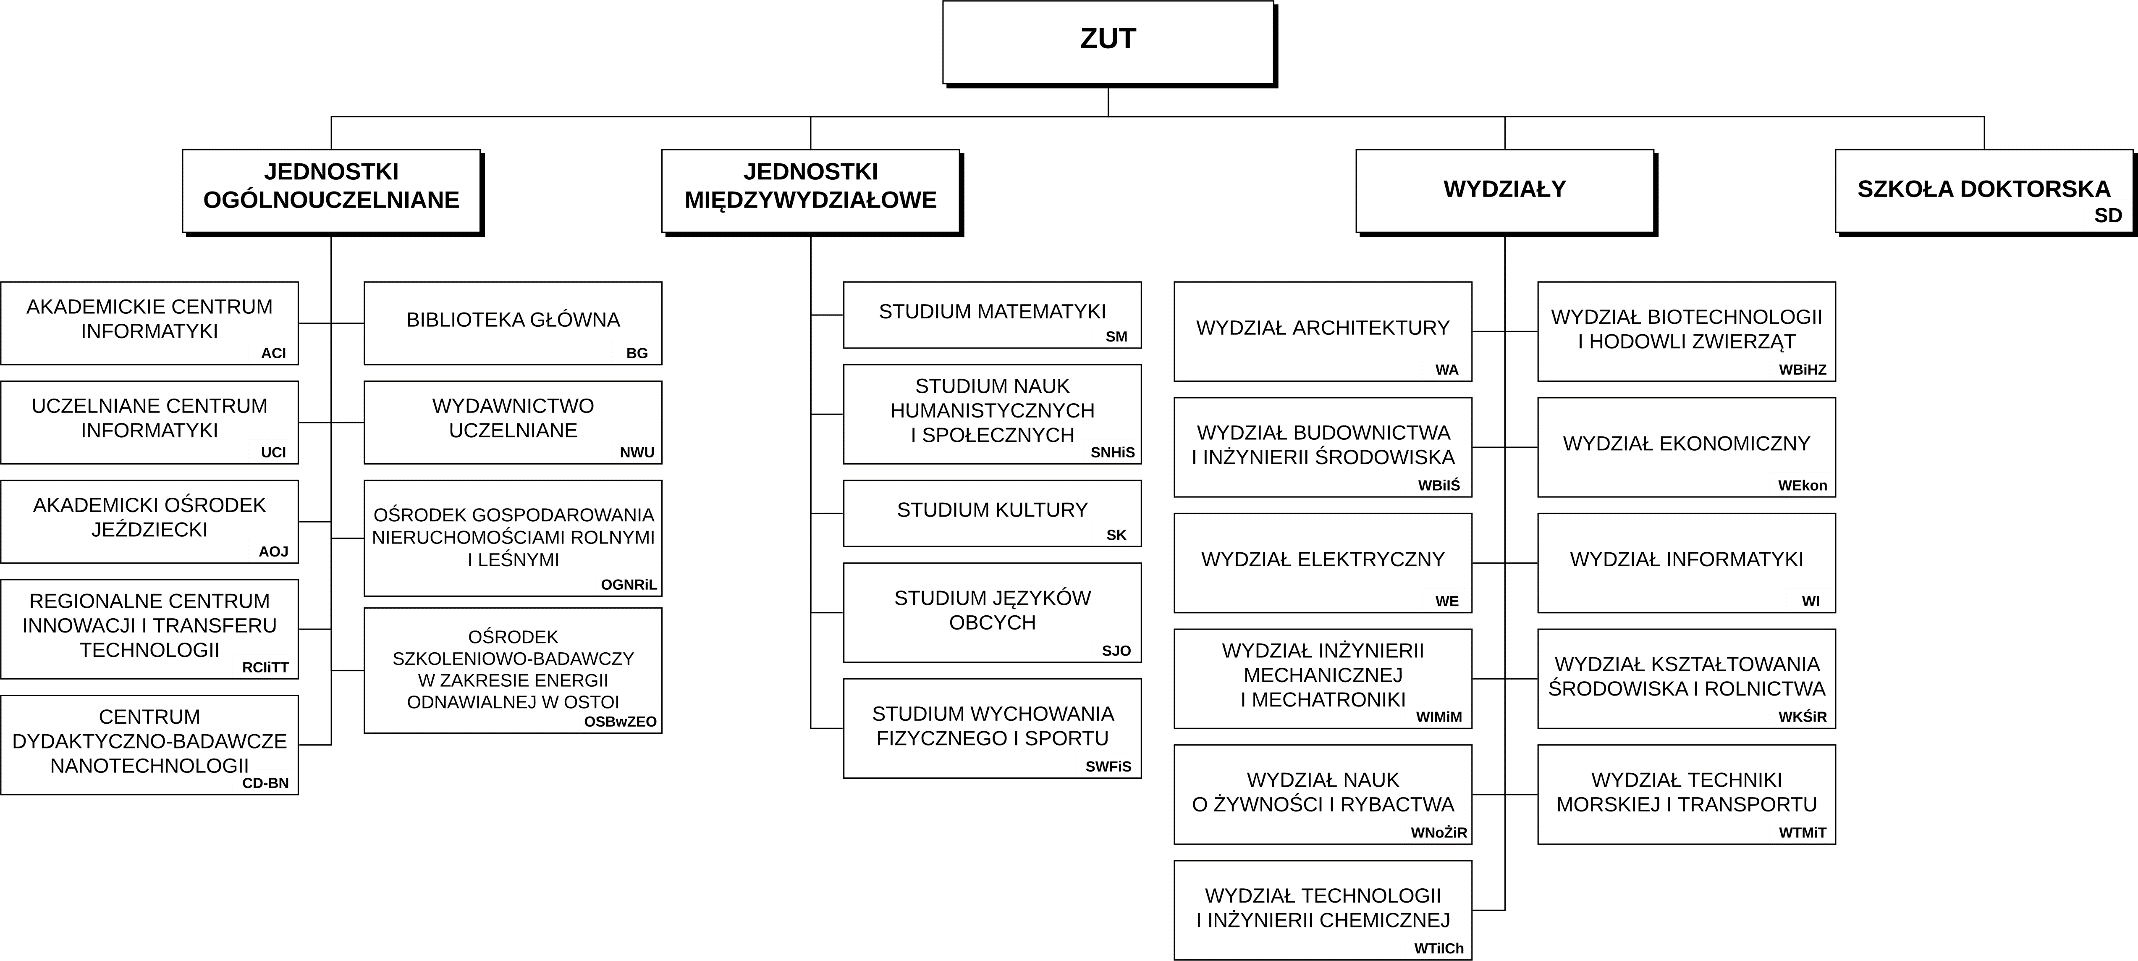 ZUT
JEDNOSTKI
OGÓLNOUCZELNIANE
JEDNOSTKI
MIĘDZYWYDZIAŁOWE
WYDZIAŁY
SZKOŁA DOKTORSKA
SD
AKADEMICKIE CENTRUM
INFORMATYKI
ACI
UCZELNIANE CENTRUM
INFORMATYKI
UCI
AKADEMICKI OŚRODEK
JEŹDZIECKI
AOJ
REGIONALNE CENTRUM
INNOWACJI I TRANSFERU
TECHNOLOGII
RCIiTT
CENTRUM
DYDAKTYCZNO-BADAWCZE
NANOTECHNOLOGII
CD-BN
BIBLIOTEKA GŁÓWNA
BG
WYDAWNICTWO
UCZELNIANE
NWU
OŚRODEK GOSPODAROWANIA
NIERUCHOMOŚCIAMI ROLNYMI
I LEŚNYMI
OGNRiL
OŚRODEK
SZKOLENIOWO-BADAWCZY
W ZAKRESIE ENERGII
ODNAWIALNEJ W OSTOI
OSBwZEO
STUDIUM MATEMATYKI
SM
STUDIUM NAUK
HUMANISTYCZNYCH
I SPOŁECZNYCH
SNHiS
STUDIUM KULTURY
SK
STUDIUM JĘZYKÓW
OBCYCH
SJO
STUDIUM WYCHOWANIA
FIZYCZNEGO I SPORTU
SWFiS
WYDZIAŁ ARCHITEKTURY
WA
WYDZIAŁ BUDOWNICTWA
I INŻYNIERII ŚRODOWISKA
WBiIŚ
WYDZIAŁ ELEKTRYCZNY
WE
WYDZIAŁ INŻYNIERII
MECHANICZNEJ
I MECHATRONIKI
WIMiM
WYDZIAŁ NAUK
O ŻYWNOŚCI I RYBACTWA
WNoŻiR
WYDZIAŁ TECHNOLOGII
I INŻYNIERII CHEMICZNEJ
WTiICh
WYDZIAŁ BIOTECHNOLOGII
I HODOWLI ZWIERZĄT
WBiHZ
WYDZIAŁ EKONOMICZNY
WEkon
WYDZIAŁ INFORMATYKI
WI
WYDZIAŁ KSZTAŁTOWANIA
ŚRODOWISKA I ROLNICTWA
WKŚiR
WYDZIAŁ TECHNIKI
MORSKIEJ I TRANSPORTU
WTMiT